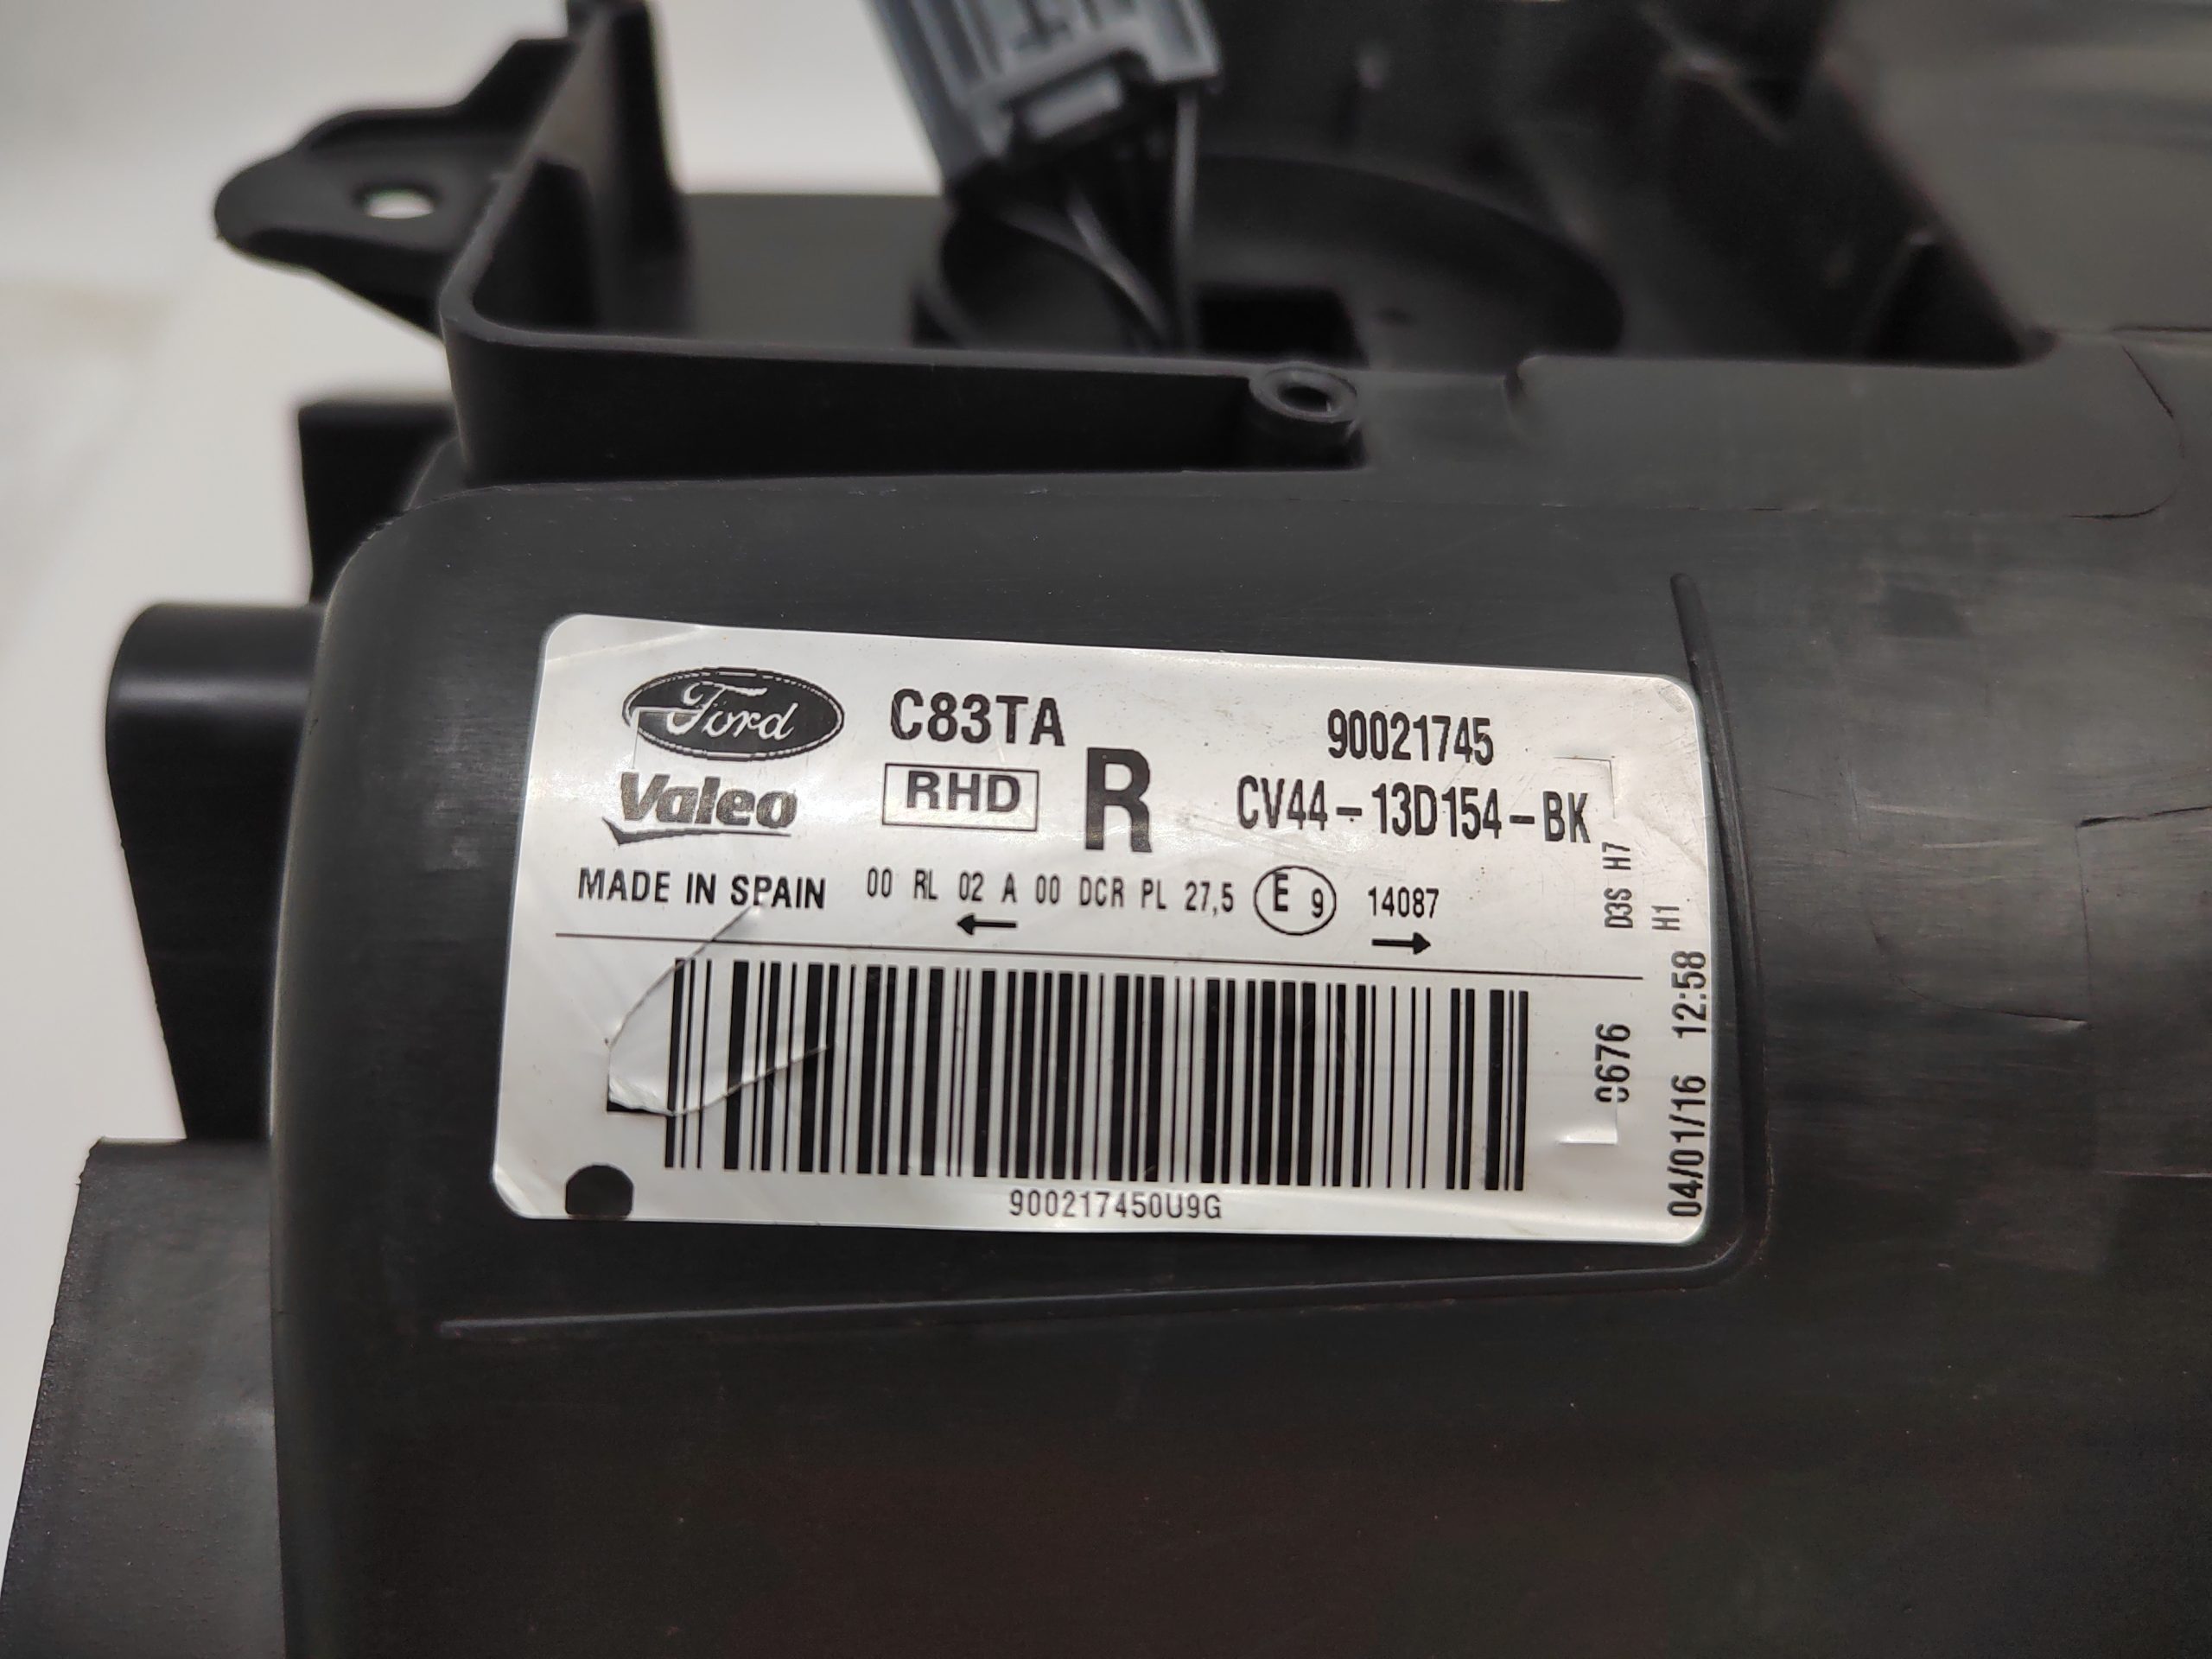 Ford
C83TA
90021745
Valeo
RHD
R
CV44-13D154-BK
MADE IN SPAIN
00 RL 02 A 00 DCR PL 27,5 E 9 14087
← →
D3S H7
H1
0676
04/01/16 12:58
900217450U9G